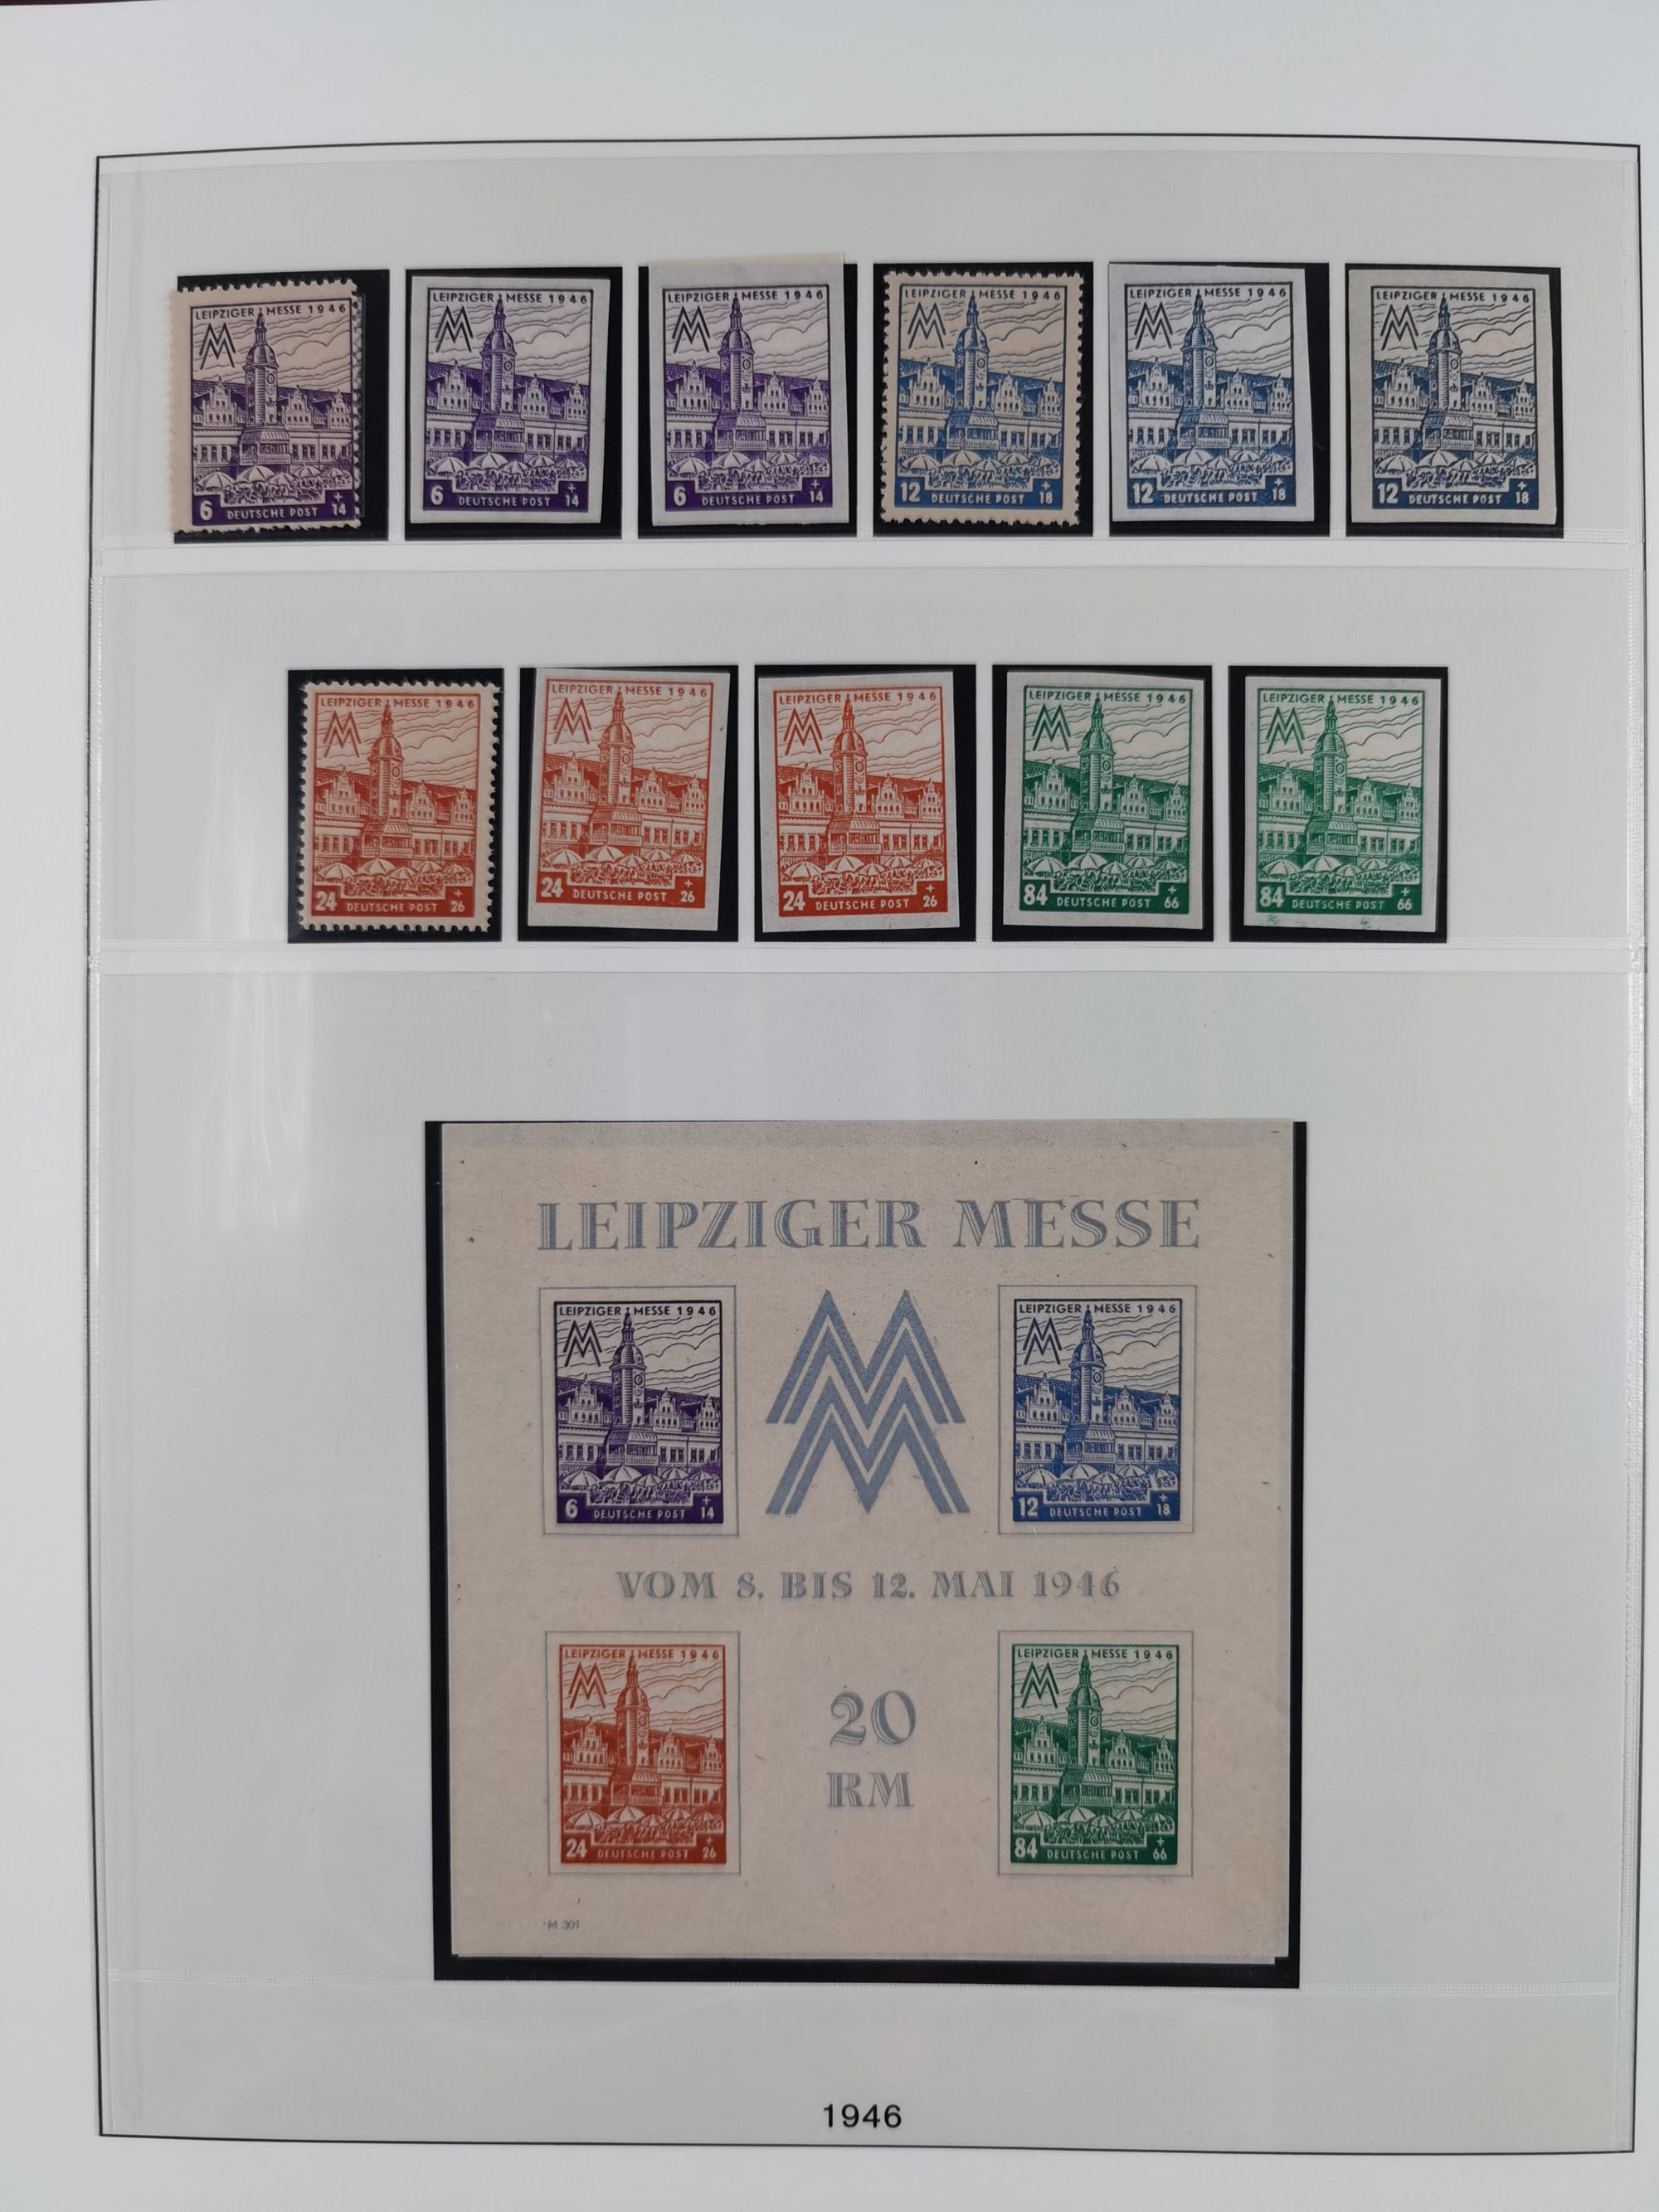 LEIPZIGER MESSE 1946
6 DEUTSCHE POST + 14
LEIPZIGER MESSE 1946
6 DEUTSCHE POST + 14
LEIPZIGER MESSE 1946
6 DEUTSCHE POST + 14
LEIPZIGER MESSE 1946
12 DEUTSCHE POST + 18
LEIPZIGER MESSE 1946
12 DEUTSCHE POST + 18
LEIPZIGER MESSE 1946
12 DEUTSCHE POST + 18
LEIPZIGER MESSE 1946
24 DEUTSCHE POST + 26
LEIPZIGER MESSE 1946
24 DEUTSCHE POST + 26
LEIPZIGER MESSE 1946
24 DEUTSCHE POST + 26
LEIPZIGER MESSE 1946
84 DEUTSCHE POST + 66
LEIPZIGER MESSE 1946
84 DEUTSCHE POST + 66
LEIPZIGER MESSE
LEIPZIGER MESSE 1946
6 DEUTSCHE POST + 14
LEIPZIGER MESSE 1946
12 DEUTSCHE POST + 18
VOM 8. BIS 12. MAI 1946
LEIPZIGER MESSE 1946
24 DEUTSCHE POST + 26
20
RM
LEIPZIGER MESSE 1946
84 DEUTSCHE POST + 66
M 301
1946